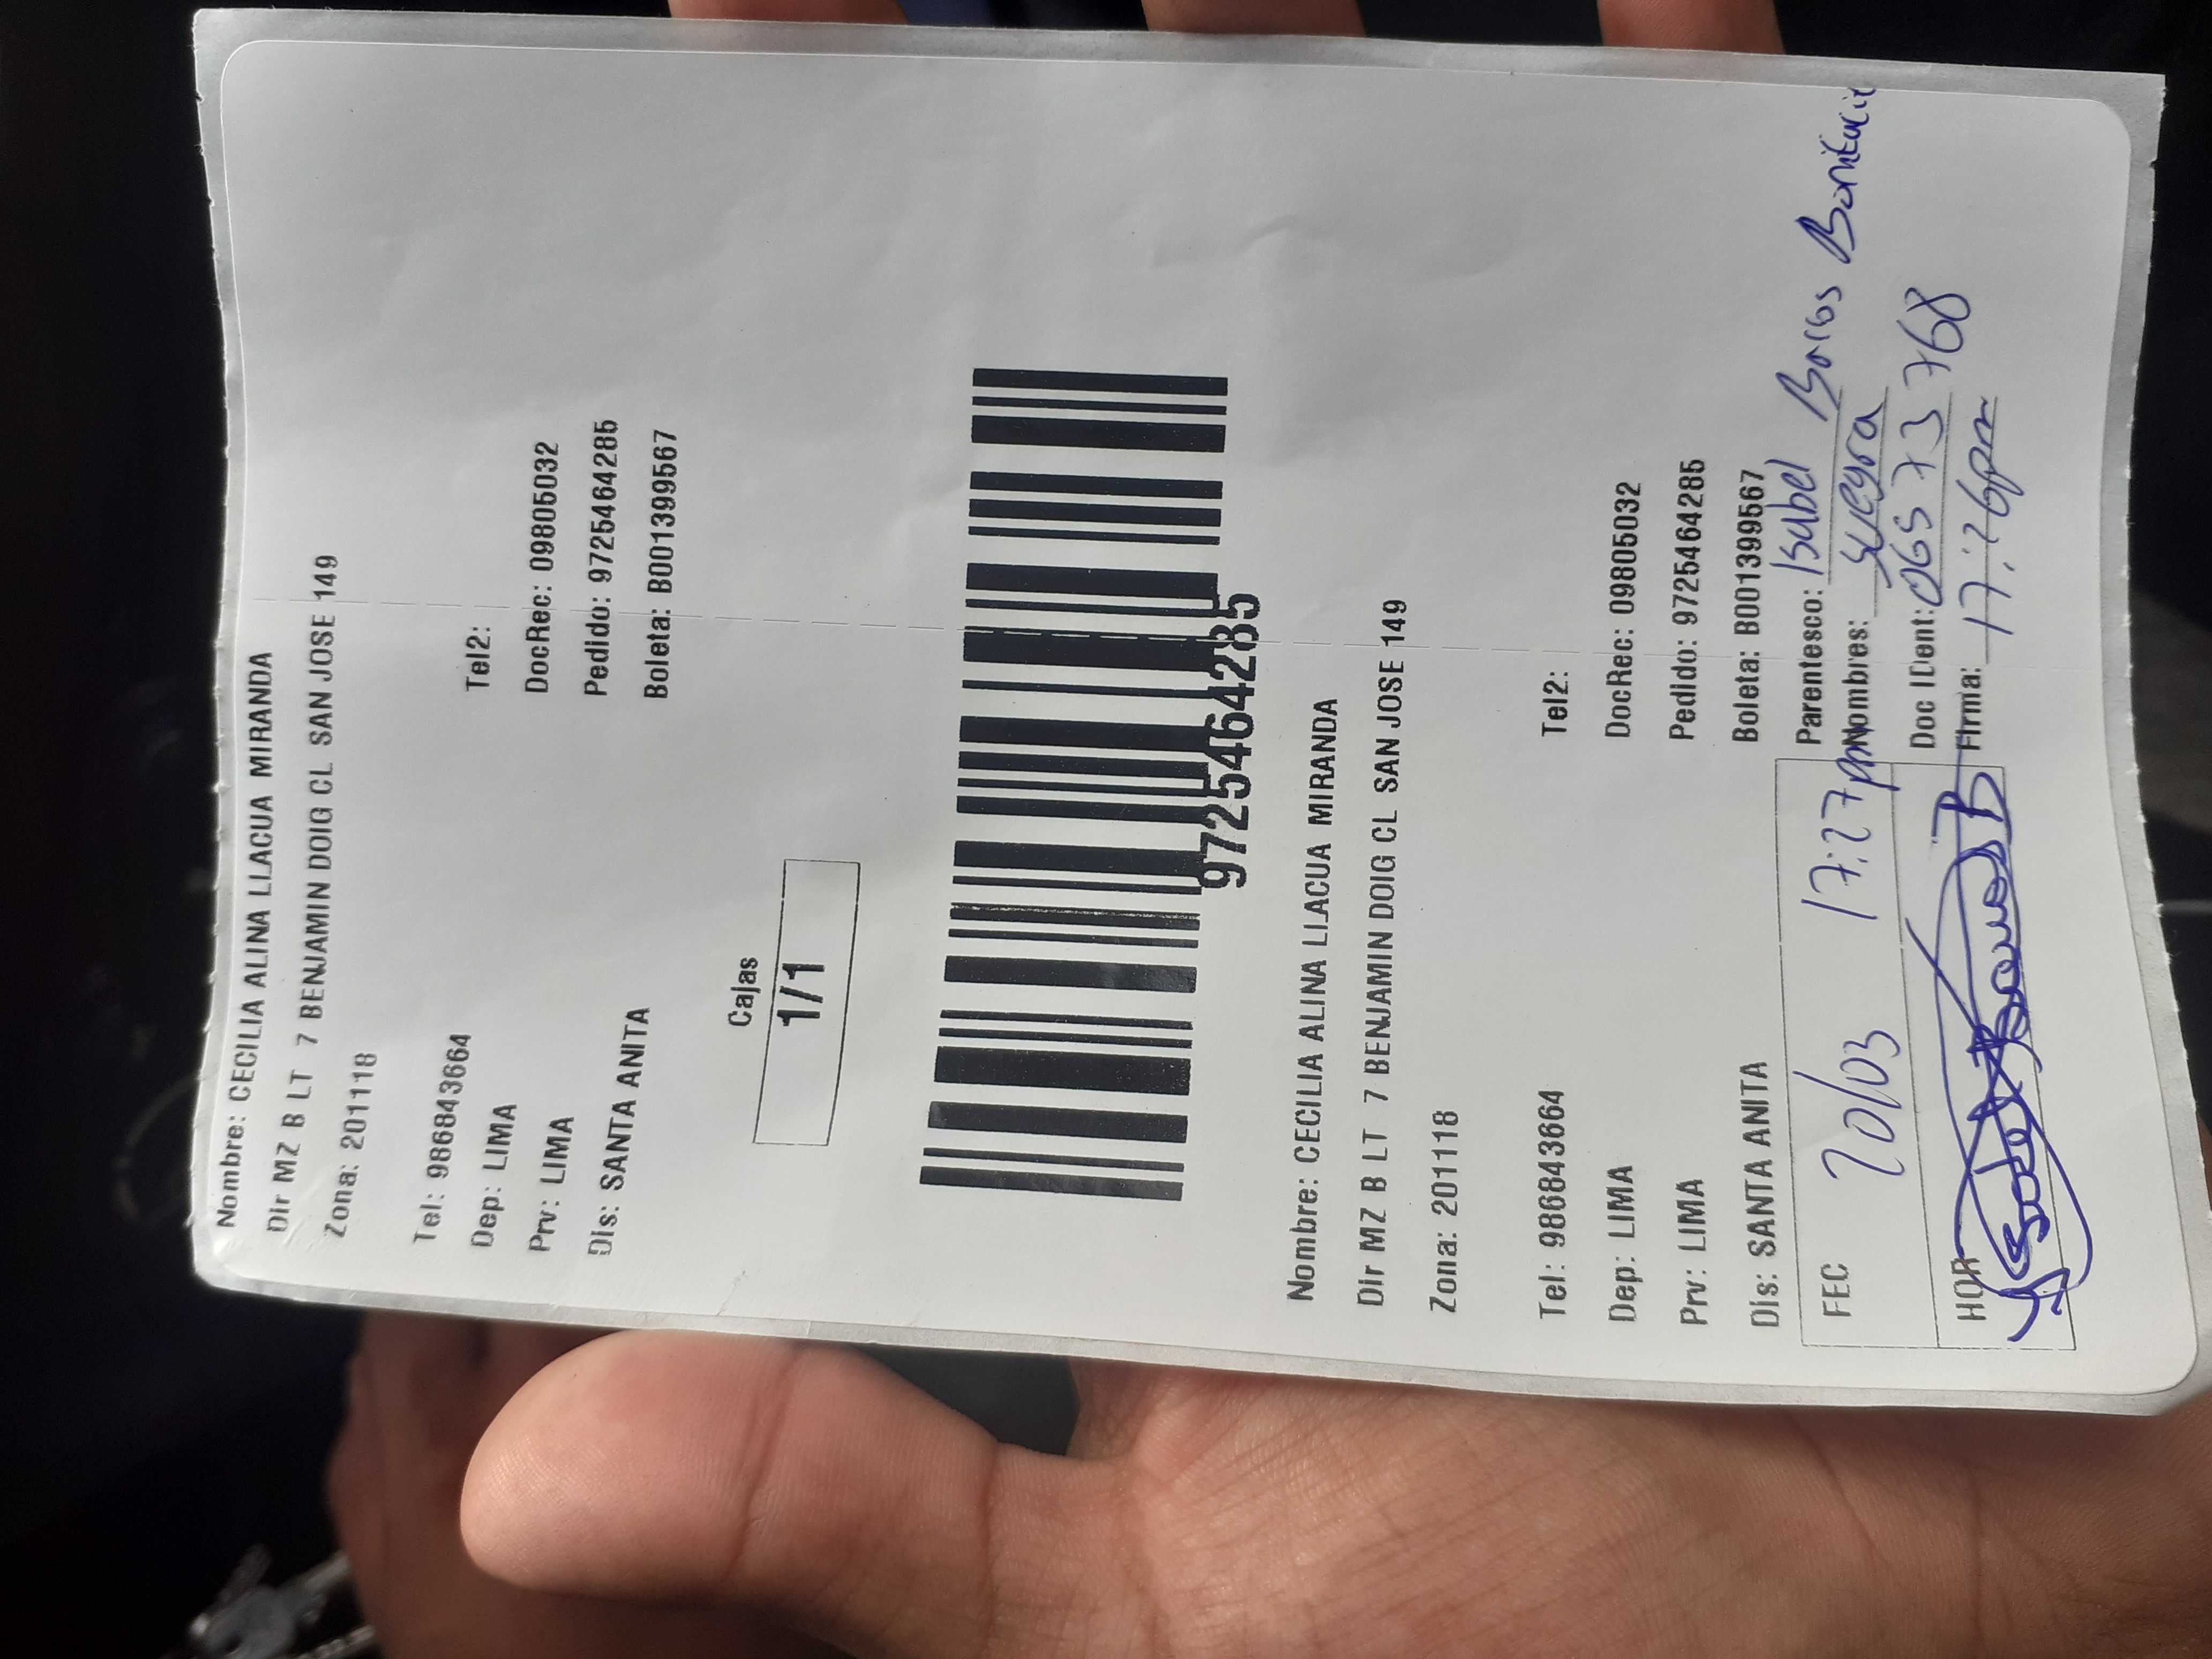 Nombre: CECILIA ALINA LLACUA MIRANDA
Dir MZ B LT 7 BENJAMIN DOIG CL SAN JOSE 149
Zona: 201118
Tel: 986843664 Tel2:
Dep: LIMA DocRec: 09805032
Prv: LIMA Pedido: 9725464285
Dis: SANTA ANITA Boleta: B001399567
Cajas
1/1
9725464285
Nombre: CECILIA ALINA LLACUA MIRANDA
Dir MZ B LT 7 BENJAMIN DOIG CL SAN JOSE 149
Zona: 201118
Tel: 986843664 Tel2:
Dep: LIMA DocRec: 09805032
Prv: LIMA Pedido: 9725464285
Dis: SANTA ANITA Boleta: B001399567
FEC 20/03 17:27pm Parentesco: Isabel
Nombres: suegra
Doc IDent: 06573768
HOR Firma: 17:26pm